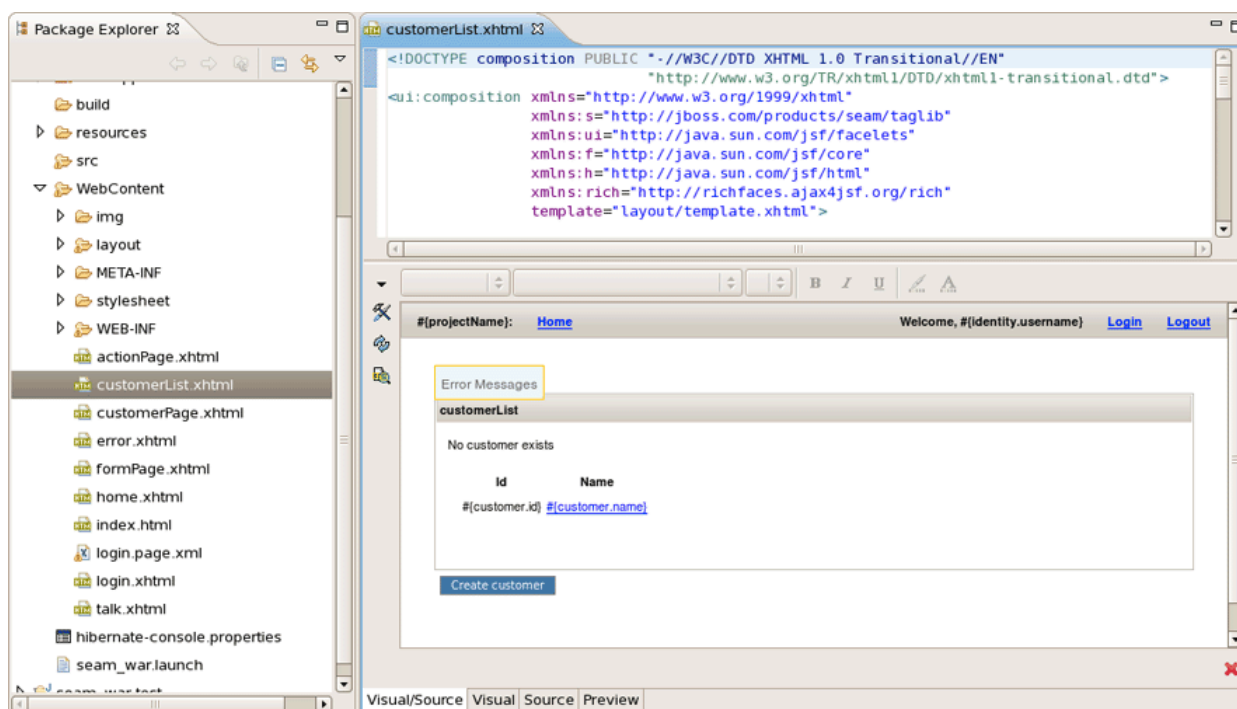 Package Explorer
build
resources
src
WebContent
img
layout
META-INF
stylesheet
WEB-INF
actionPage.xhtml
customerList.xhtml
customerPage.xhtml
error.xhtml
formPage.xhtml
home.xhtml
index.html
login.page.xml
login.xhtml
talk.xhtml
hibernate-console.properties
seam_war.launch
customerList.xhtml
<!DOCTYPE composition PUBLIC "-//W3C//DTD XHTML 1.0 Transitional//EN"
"http://www.w3.org/TR/xhtml1/DTD/xhtml1-transitional.dtd">
<ui:composition xmlns="http://www.w3.org/1999/xhtml"
xmlns:s="http://jboss.com/products/seam/taglib"
xmlns:ui="http://java.sun.com/jsf/facelets"
xmlns:f="http://java.sun.com/jsf/core"
xmlns:h="http://java.sun.com/jsf/html"
xmlns:rich="http://richfaces.ajax4jsf.org/rich"
template="layout/template.xhtml">
B I U A
#{projectName}: Home Welcome, #{identity.username} Login Logout
Error Messages
customerList
No customer exists
Id Name
#{customer.id} #{customer.name}
Create customer
Visual/Source Visual Source Preview